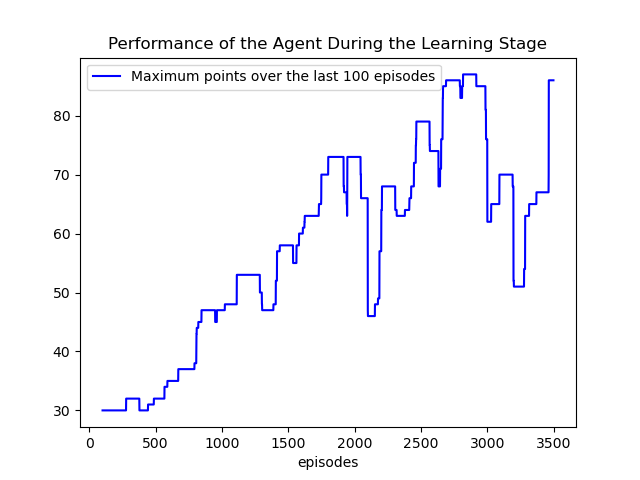 Performance of the Agent During the Learning Stage
Maximum points over the last 100 episodes
80
70
60
50
40
30
0 500 1000 1500 2000 2500 3000 3500
episodes